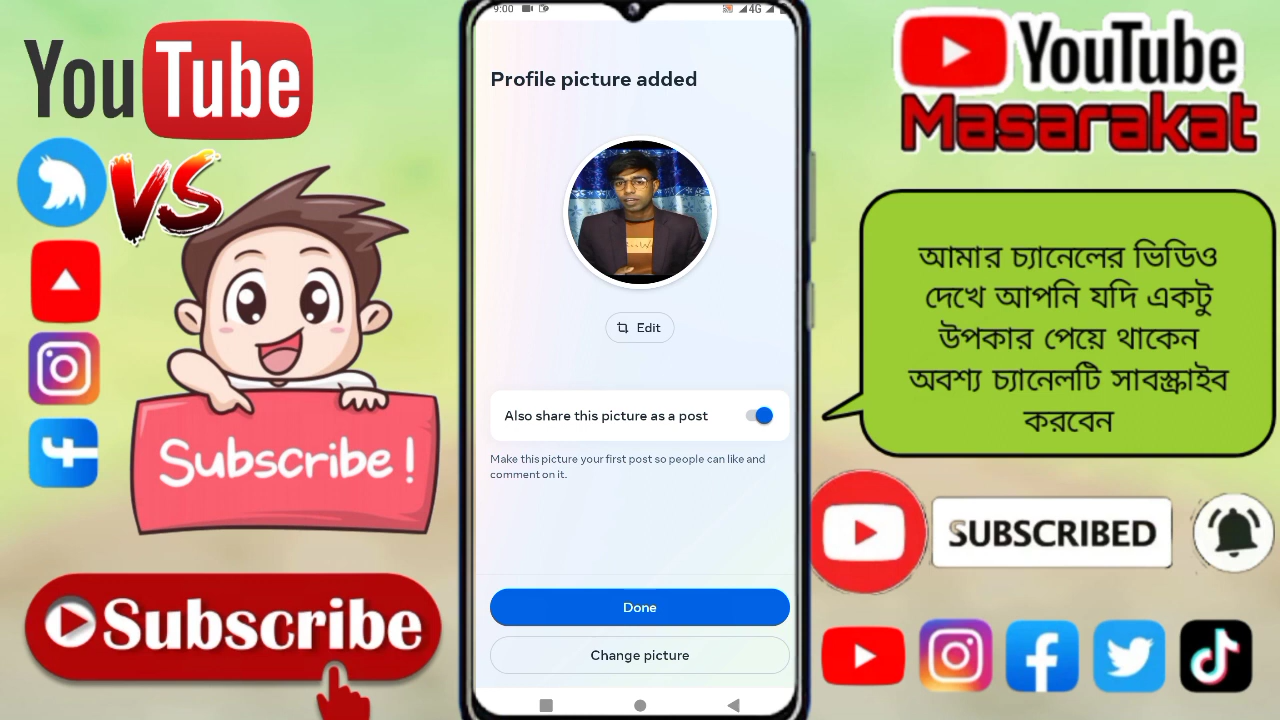 YouTube
VS
Subscribe!
Subscribe
9:00
4G
Profile picture added
Edit
Also share this picture as a post
Make this picture your first post so people can like and
comment on it.
Done
Change picture
YouTube
Masarakat
আমার চ্যানেলের ভিডিও
দেখে আপনি যদি একটু
উপকার পেয়ে থাকেন
অবশ্য চ্যানেলটি সাবস্ক্রাইব
করবেন
SUBSCRIBED